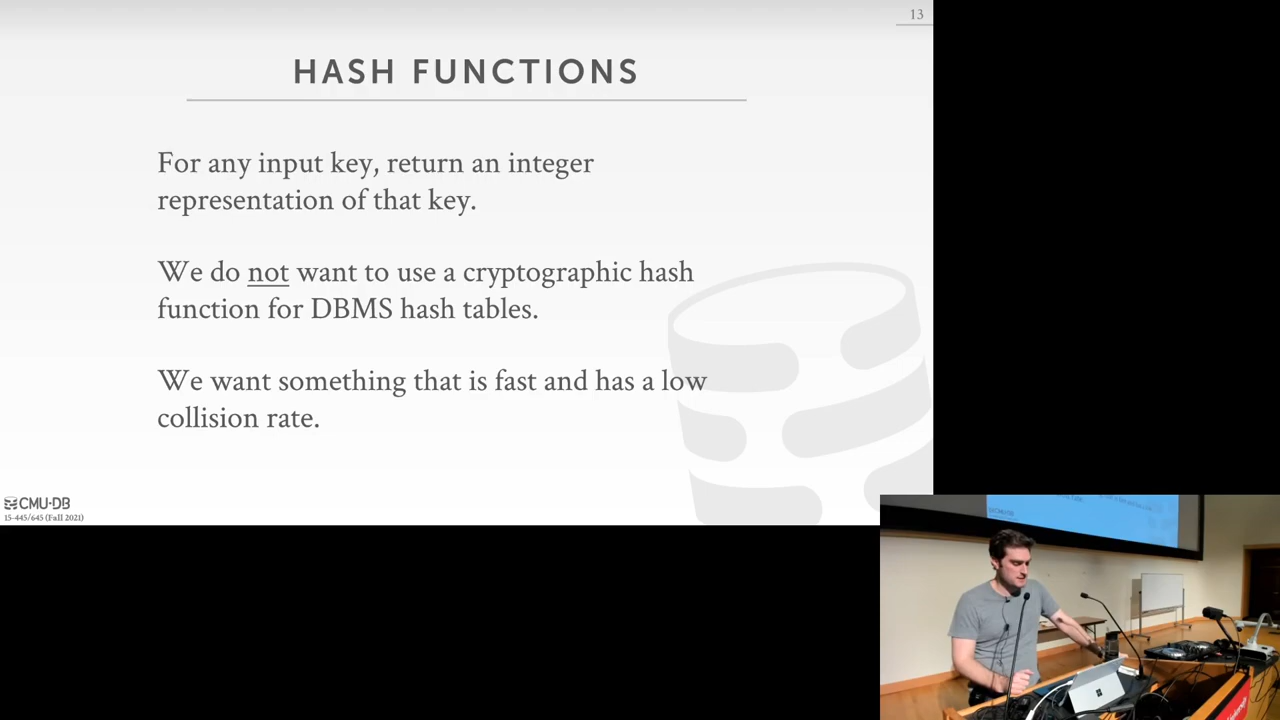 13
HASH FUNCTIONS
For any input key, return an integer
representation of that key.
We do not want to use a cryptographic hash
function for DBMS hash tables.
We want something that is fast and has a low
collision rate.
CMU·DB
15-445/645 (Fall 2021)